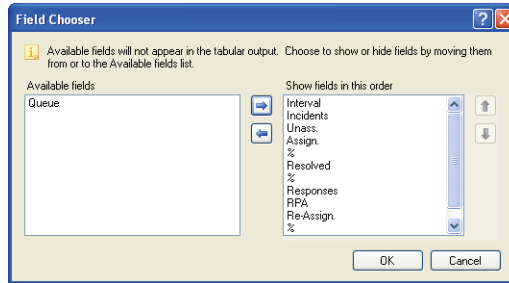 Field Chooser
Available fields will not appear in the tabular output. Choose to show or hide fields by moving them
from or to the Available fields list.
Available fields
Queue
Show fields in this order
Interval
Incidents
Unass.
Assign.
%
Resolved
%
Responses
RPA
Re-Assign.
%
OK
Cancel